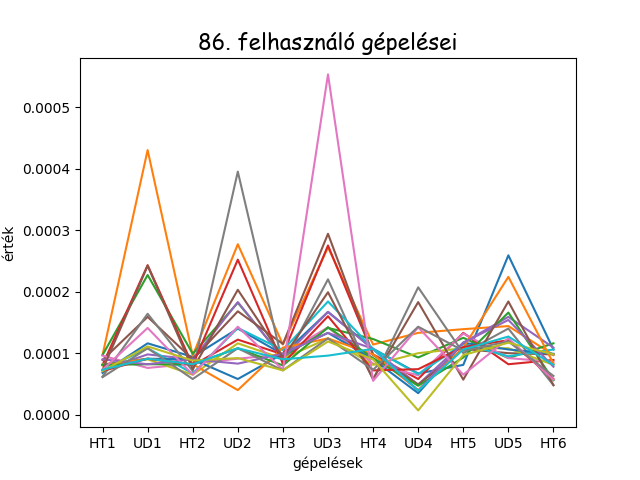 86. felhasználó gépelései
érték
0.0005
0.0004
0.0003
0.0002
0.0001
0.0000
HT1 UD1 HT2 UD2 HT3 UD3 HT4 UD4 HT5 UD5 HT6
gépelések